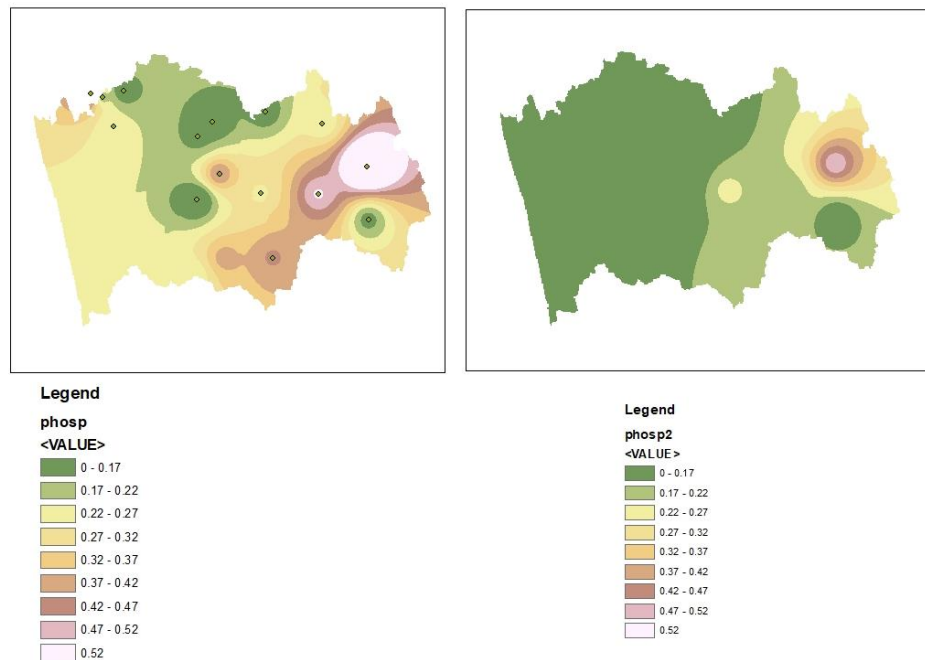 Legend
phosp
<VALUE>
0 - 0.17
0.17 - 0.22
0.22 - 0.27
0.27 - 0.32
0.32 - 0.37
0.37 - 0.42
0.42 - 0.47
0.47 - 0.52
0.52
Legend
phosp2
<VALUE>
0 - 0.17
0.17 - 0.22
0.22 - 0.27
0.27 - 0.32
0.32 - 0.37
0.37 - 0.42
0.42 - 0.47
0.47 - 0.52
0.52